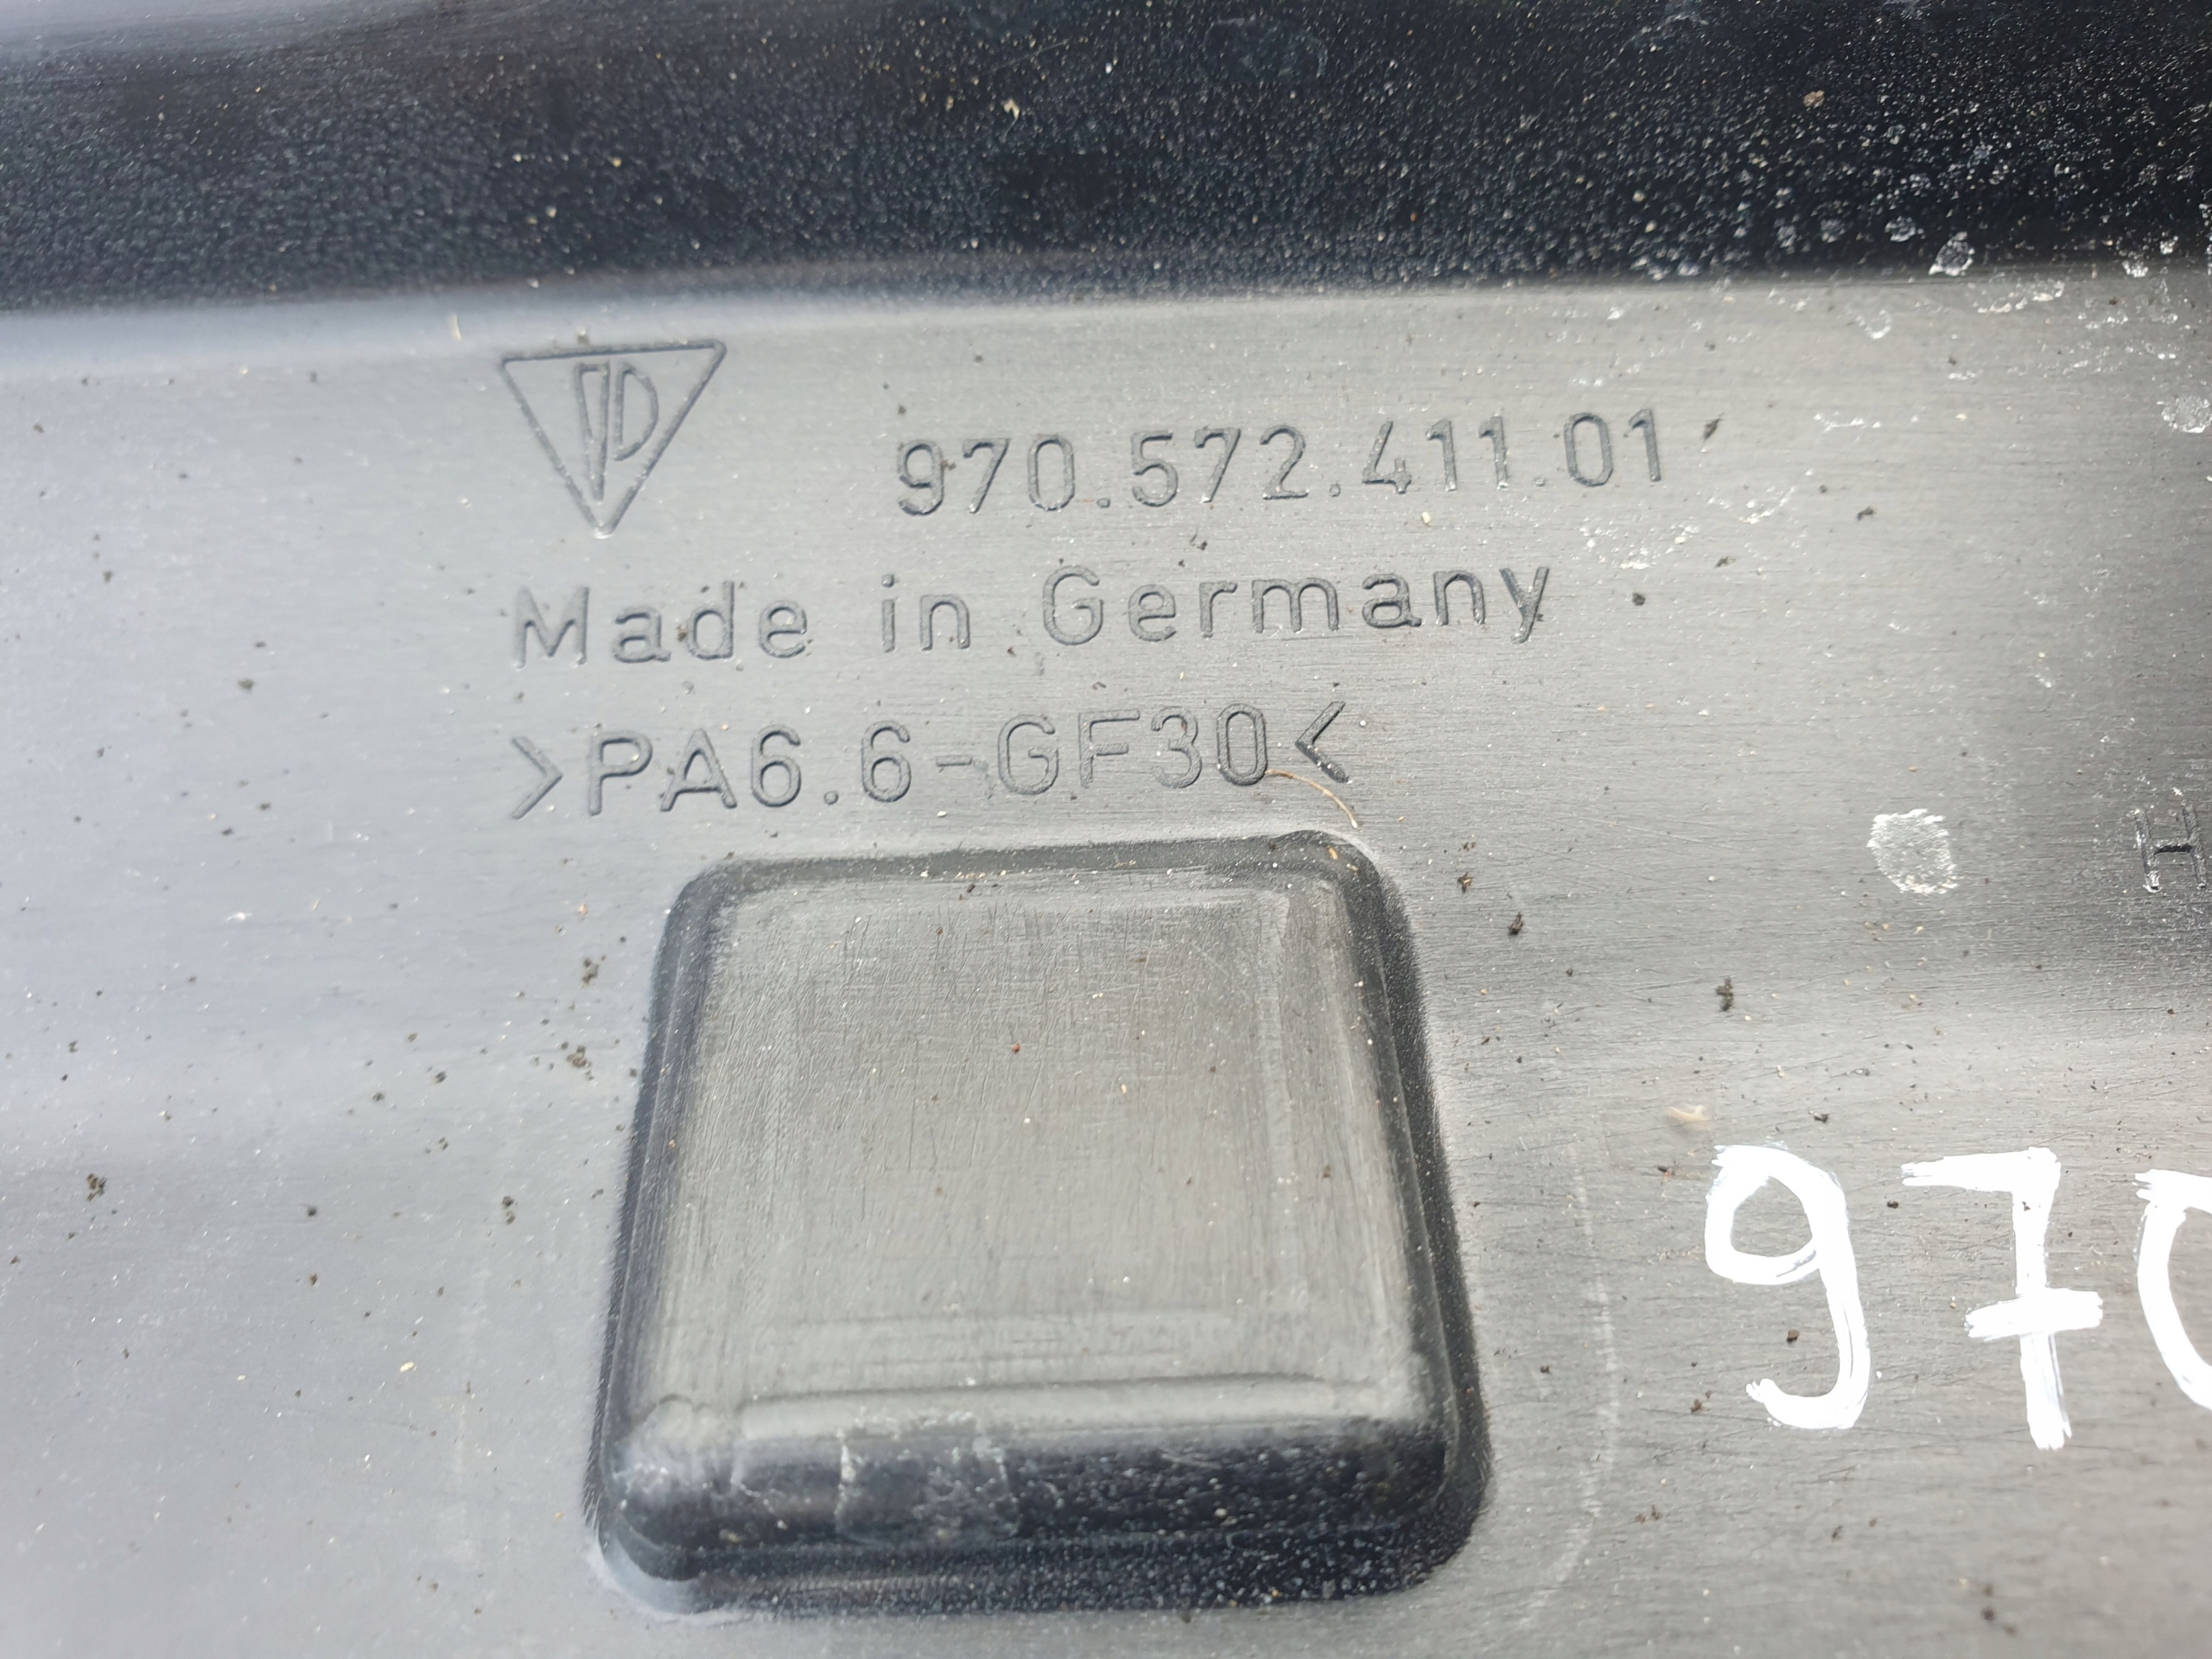 970.572.411.01
Made in Germany
>PA6.6-GF30<
H
970